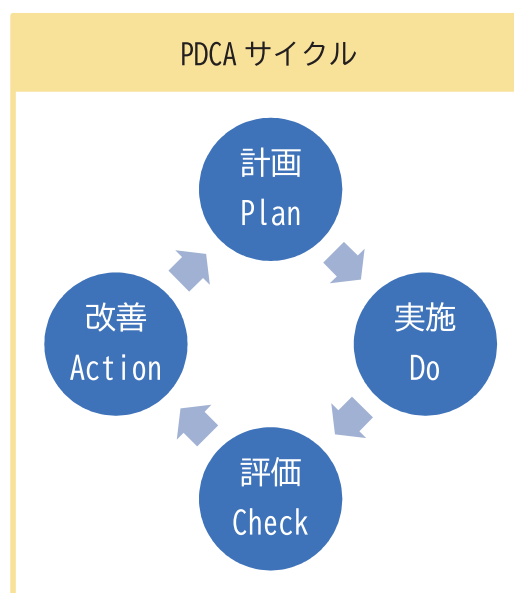 PDCA サイクル
計画
Plan
実施
Do
評価
Check
改善
Action